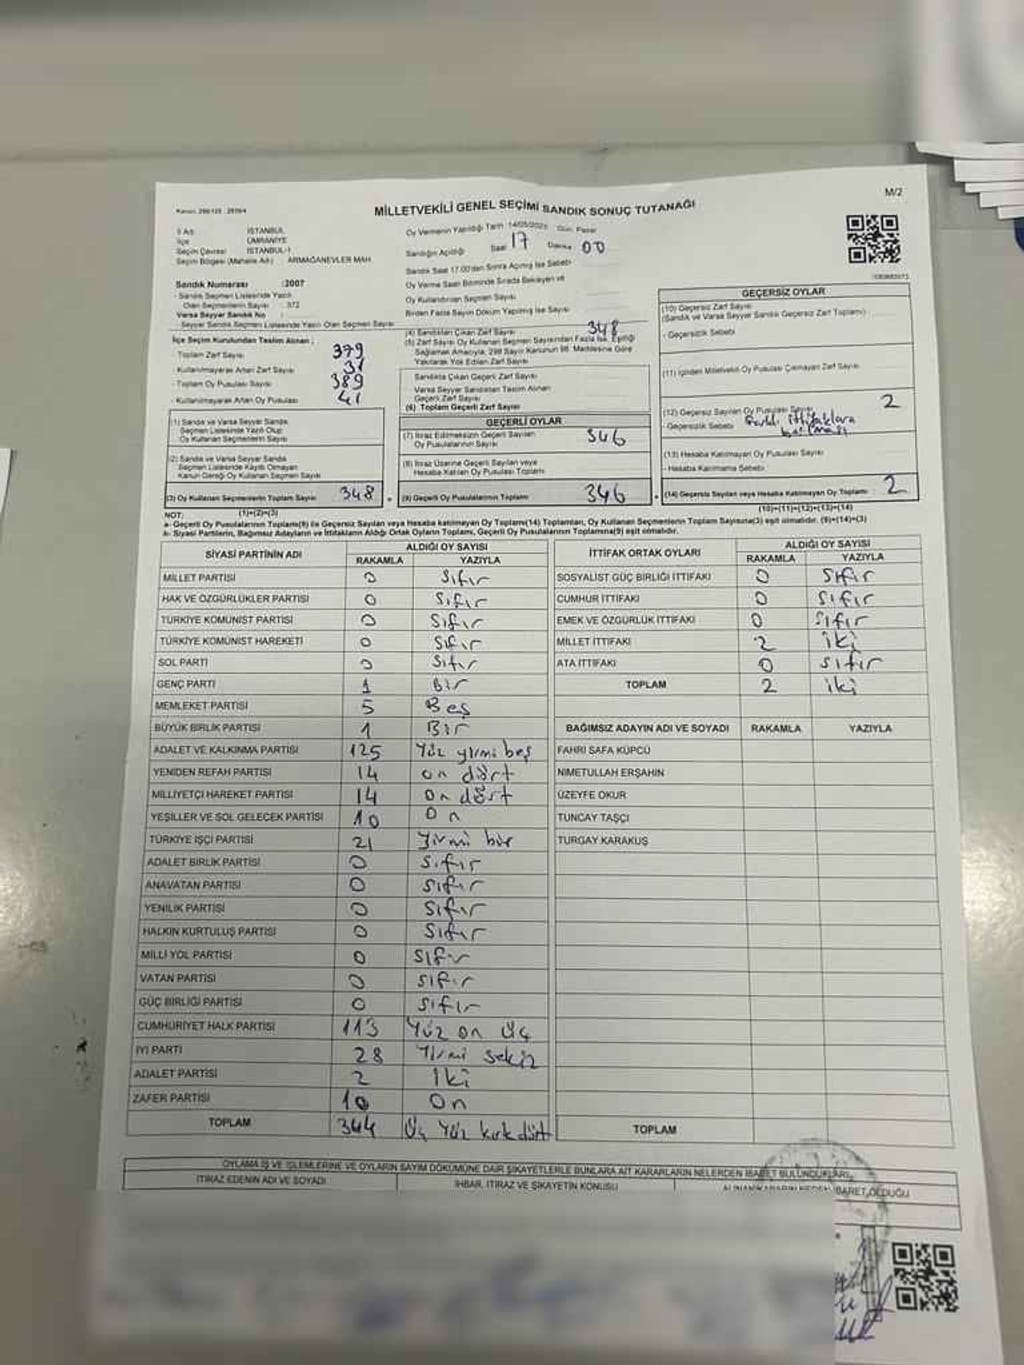 M/2
MİLLETVEKİLİ GENEL SEÇİMİ SANDIK SONUÇ TUTANAĞI
İl Adı : İSTANBUL
İlçe : ÜMRANİYE
Seçim Çevresi : İSTANBUL-1
Seçim Bölgesi (Mahalle Adı) : ARMAĞANEVLER MAH.
Sandık Numarası : 2007
- Sandık Seçmen Listesinde Yazılı
Olan Seçmenlerin Sayısı : 372
Varsa Seyyar Sandık No :
Seyyar Sandık Seçmen Listesinde Yazılı Olan Seçmen Sayısı
İlçe Seçim Kurulundan Teslim Alınan ;
- Toplam Zarf Sayısı 379
- Kullanılmayarak Artan Zarf Sayısı 31
- Toplam Oy Pusulası Sayısı 389
- Kullanılmayarak Artan Oy Pusulası 41
(1) Sandık ve Varsa Seyyar Sandık
Seçmen Listesinde Yazılı Olup
Oy Kullanan Seçmenlerin Sayısı
(2) Sandık ve Varsa Seyyar Sandık
Seçmen Listesinde Kayıtlı Olmayan
Kanun Gereği Oy Kullanan Seçmen Sayısı
(3) Oy Kullanan Seçmenlerin Toplam Sayısı 348
(1)+(2)=(3)
Oy Vermenin Yapıldığı Tarih : 14/05/2023 Gün: Pazar
Sandığın Açıldığı Saat 17 Dakika 00
Sandık Saat 17:00'dan Sonra Açılmış İse Sebebi
Oy Verme Saati Bitiminde Sırada Bekleyen ve
Oy Kullandırılan Seçmen Sayısı
Birden Fazla Sayım Döküm Yapılmış İse Sayısı
(4) Sandıktan Çıkan Zarf Sayısı 348
(5) Zarf Sayısı Oy Kullanan Seçmen Sayısından Fazla İse, Eşitliği
Sağlamak Amacıyla, 298 Sayılı Kanunun 98. Maddesine Göre
Yakılarak Yok Edilen Zarf Sayısı
Sandıkta Çıkan Geçerli Zarf Sayısı
Varsa Seyyar Sandıktan Teslim Alınan
Geçerli Zarf Sayısı
(6) Toplam Geçerli Zarf Sayısı
GEÇERLİ OYLAR
(7) İtiraz Edilmeksizin Geçerli Sayılan
Oy Pusulalarının Sayısı 346
(8) İtiraz Üzerine Geçerli Sayılan veya
Hesaba Katılan Oy Pusulası Toplamı
(9) Geçerli Oy Pusulalarının Toplamı 346
GEÇERSİZ OYLAR
(10) Geçersiz Zarf Sayısı
(Sandık ve Varsa Seyyar Sandık Geçersiz Zarf Toplamı)
- Geçersizlik Sebebi
(11) İçinden Milletvekili Oy Pusulası Çıkmayan Zarf Sayısı
(12) Geçersiz Sayılan Oy Pusulası Sayısı 2
- Geçersizlik Sebebi ittifaklara
basılması
(13) Hesaba Katılmayan Oy Pusulası Sayısı
- Hesaba Katılmama Sebebi
(14) Geçersiz Sayılan veya Hesaba Katılmayan Oy Toplamı : 2
(10)+(11)+(12)+(13)=(14)
NOT:
a- Geçerli Oy Pusulalarının Toplamı(9) ile Geçersiz Sayılan veya Hesaba katılmayan Oy Toplamı(14) Toplamları, Oy Kullanan Seçmenlerin Toplam Sayısına(3) eşit olmalıdır. (9)+(14)=(3)
b- Siyasi Partilerin, Bağımsız Adayların ve İttifakların Aldığı Ortak Oyların Toplamı, Geçerli Oy Pusulalarının Toplamına(9) eşit olmalıdır.
SİYASİ PARTİNİN ADI ALDIĞI OY SAYISI
RAKAMLA YAZIYLA
MİLLET PARTİSİ 0 Sıfır
HAK VE ÖZGÜRLÜKLER PARTİSİ 0 Sıfır
TÜRKİYE KOMÜNİST PARTİSİ 0 Sıfır
TÜRKİYE KOMÜNİST HAREKETİ 0 Sıfır
SOL PARTİ 0 Sıfır
GENÇ PARTİ 1 Bir
MEMLEKET PARTİSİ 5 Beş
BÜYÜK BİRLİK PARTİSİ 1 Bir
ADALET VE KALKINMA PARTİSİ 125 Yüz yirmi beş
YENİDEN REFAH PARTİSİ 14 on dört
MİLLİYETÇİ HAREKET PARTİSİ 14 On dört
YEŞİLLER VE SOL GELECEK PARTİSİ 10 On
TÜRKİYE İŞÇİ PARTİSİ 21 Yirmi bir
ADALET BİRLİK PARTİSİ 0 Sıfır
ANAVATAN PARTİSİ 0 Sıfır
YENİLİK PARTİSİ 0 Sıfır
HALKIN KURTULUŞ PARTİSİ 0 Sıfır
MİLLİ YOL PARTİSİ 0 Sıfır
VATAN PARTİSİ 0 Sıfır
GÜÇ BİRLİĞİ PARTİSİ 0 Sıfır
CUMHURİYET HALK PARTİSİ 113 Yüz on üç
İYİ PARTİ 28 Yirmi sekiz
ADALET PARTİSİ 2 İki
ZAFER PARTİSİ 10 On
TOPLAM 344 Üç Yüz kırk dört
İTTİFAK ORTAK OYLARI ALDIĞI OY SAYISI
RAKAMLA YAZIYLA
SOSYALİST GÜÇ BİRLİĞİ İTTİFAKI 0 Sıfır
CUMHUR İTTİFAKI 0 Sıfır
EMEK VE ÖZGÜRLÜK İTTİFAKI 0 Sıfır
MİLLET İTTİFAKI 2 iki
ATA İTTİFAKI 0 Sıfır
TOPLAM 2 iki
BAĞIMSIZ ADAYIN ADI VE SOYADI RAKAMLA YAZIYLA
FAHRİ SAFA KÜPCÜ
NİMETULLAH ERŞAHİN
ÜZEYFE OKUR
TUNCAY TAŞÇI
TURGAY KARAKUŞ
TOPLAM
OYLAMA İŞ VE İŞLEMLERİNE VE OYLARIN SAYIM DÖKÜMÜNE DAİR ŞİKAYETLERLE BUNLARA AİT KARARLARIN NELERDEN İBARET BULUNDUKLARI
İTİRAZ EDENİN ADI VE SOYADI İHBAR, İTİRAZ VE ŞİKAYETİN KONUSU